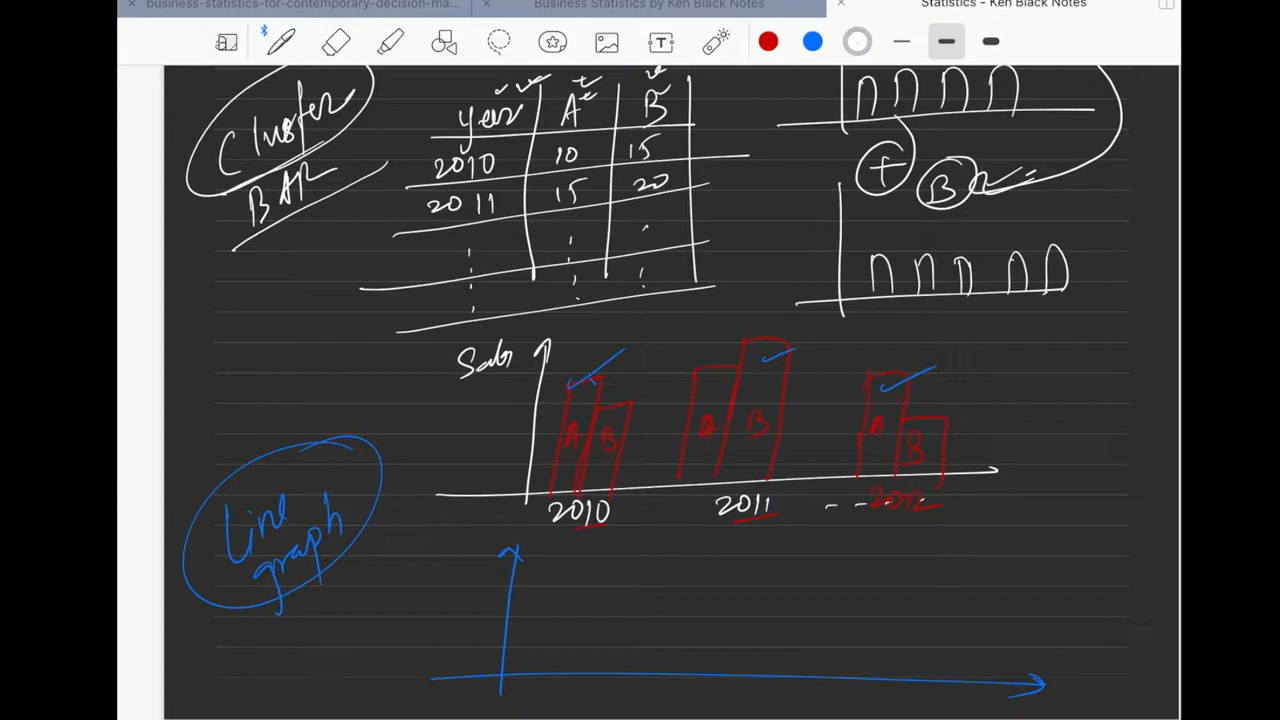 business-statistics-for-contemporary-decision-ma...
Business Statistics by Ken Black Notes
Statistics - Ken Black Notes
T
Cluster
BAR
year A B
2010 10 15
2011 15 20
+
B
A B
A B
A B
2010 2011 2012
Line
graph